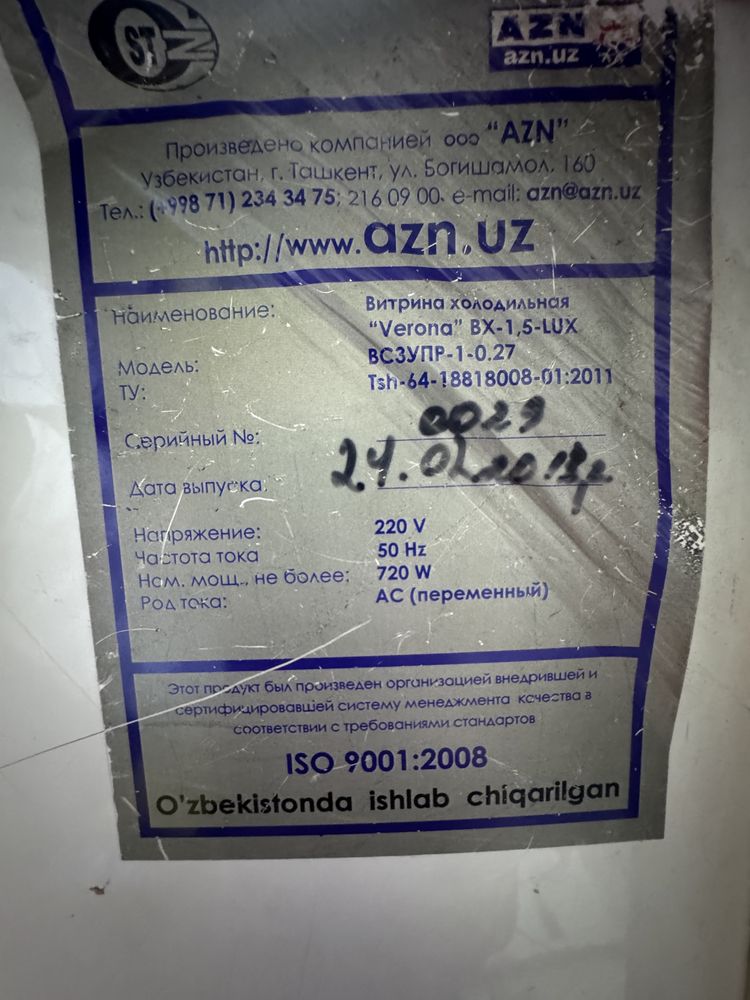 ST
AZN
azn.uz
Произведено компанией ооо "AZN"
Узбекистан, г. Ташкент, ул. Богишамол, 160
Тел.: (+998 71) 234 34 75; 216 09 00. e-mail: azn@azn.uz
http://www.azn.uz
Наименование: Витрина холодильная
"Verona" ВХ-1,5-LUX
Модель: ВСЗУПР-1-0.27
ТУ: Tsh-64-18818008-01:2011
Серийный №: 0029
Дата выпуска: 24.02.2018г.
Напряжение: 220 V
Частота тока 50 Hz
Ном. мощ., не более: 720 W
Род тока: AC (переменный)
Этот продукт был произведен организацией внедрившей и
сертифицировавшей систему менеджмента качества в
соответствии с требованиями стандартов
ISO 9001:2008
O'zbekistonda ishlab chiqarilgan